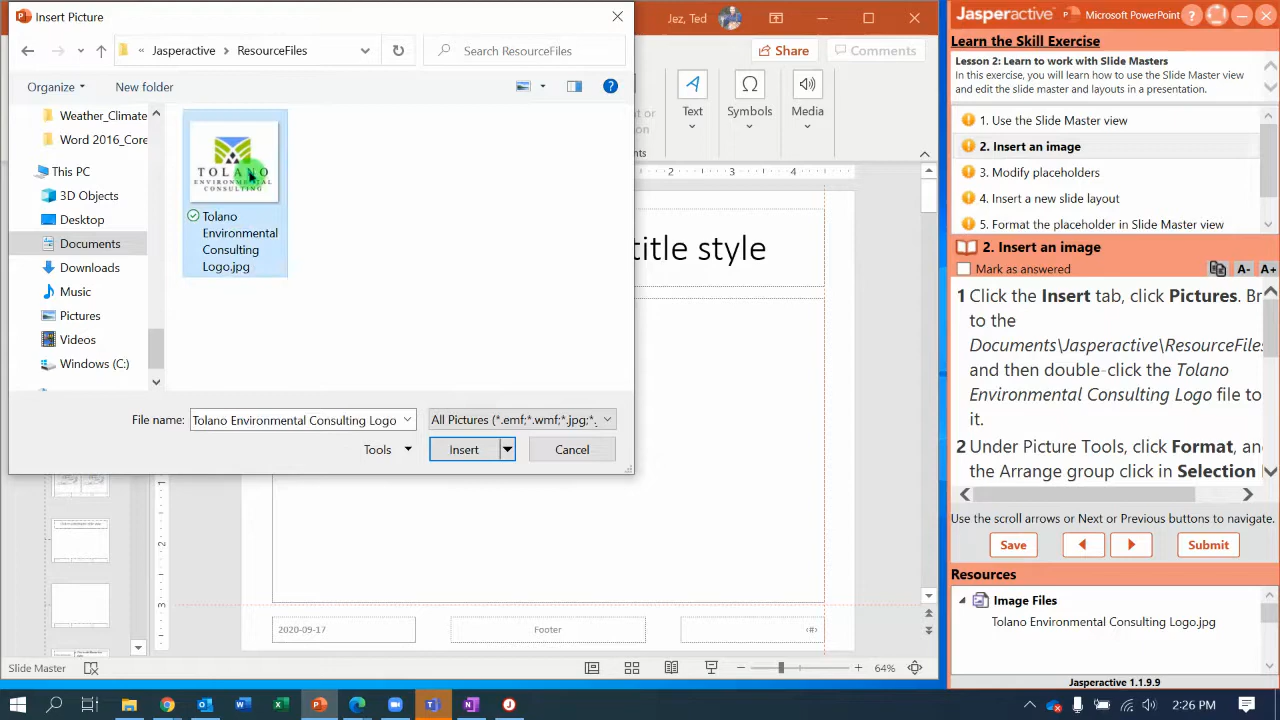 Insert Picture
Jasperactive
ResourceFiles
Search ResourceFiles
Organize
New folder
Weather_Climate
Word 2016_Core
This PC
3D Objects
Desktop
Documents
Downloads
Music
Pictures
Videos
Windows (C:)
TOLANO
ENVIRONMENTAL
CONSULTING
Tolano
Environmental
Consulting
Logo.jpg
File name:
Tolano Environmental Consulting Logo
All Pictures (*.emf;*.wmf;*.jpg;*.
Tools
Insert
Cancel
Jez, Ted
Share
Comments
Text
Symbols
Media
2
3
4
title style
1
2
3
2020-09-17
Footer
‹#›
Slide Master
64%
Jasperactive
Microsoft PowerPoint
Learn the Skill Exercise
Lesson 2: Learn to work with Slide Masters
In this exercise, you will learn how to use the Slide Master view
and edit the slide master and layouts in a presentation.
1. Use the Slide Master view
2. Insert an image
3. Modify placeholders
4. Insert a new slide layout
5. Format the placeholder in Slide Master view
2. Insert an image
Mark as answered
A-
A+
1 Click the Insert tab, click Pictures. Br
to the
Documents\Jasperactive\ResourceFiles
and then double-click the Tolano
Environmental Consulting Logo file to
it.
2 Under Picture Tools, click Format, an
the Arrange group click in Selection
Use the scroll arrows or Next or Previous buttons to navigate.
Save
Submit
Resources
Image Files
Tolano Environmental Consulting Logo.jpg
Jasperactive 1.1.9.9
2:26 PM